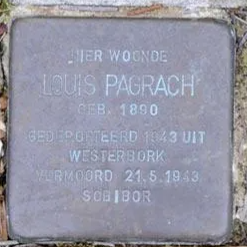 HIER WOONDE
LOUIS PAGRACH
GEB. 1890
GEDEPORTEERD 1943 UIT
WESTERBORK
VERMOORD 21.5.1943
SOBIBOR